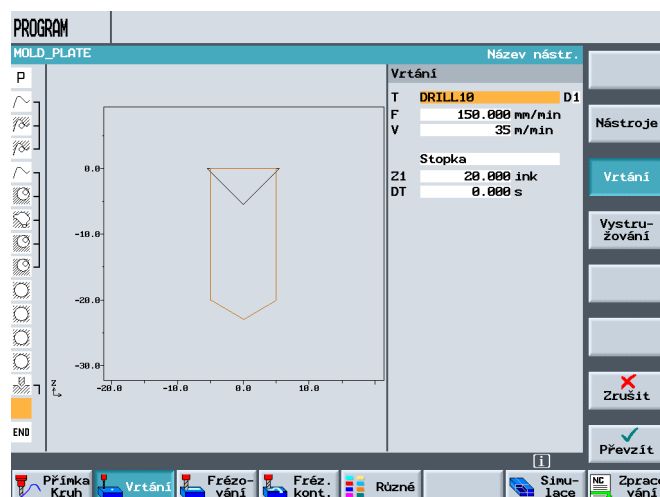 PROGRAM
MOLD_PLATE
Název nástr.
P
Vrtání
T DRILL10 D1
F 150.000 mm/min
V 35 m/min
Stopka
Z1 20.000 ink
DT 0.000 s
0.0
-10.0
-20.0
-30.0
Z
-20.0 -10.0 0.0 10.0
END
Nástroje
Vrtání
Vystru-
žování
Zrušit
Převzít
i
Přímka
Kruh
Vrtání
Frézo-
vání
Fréz.
kont.
Různé
Simu-
lace
NC
Zpraco
vání